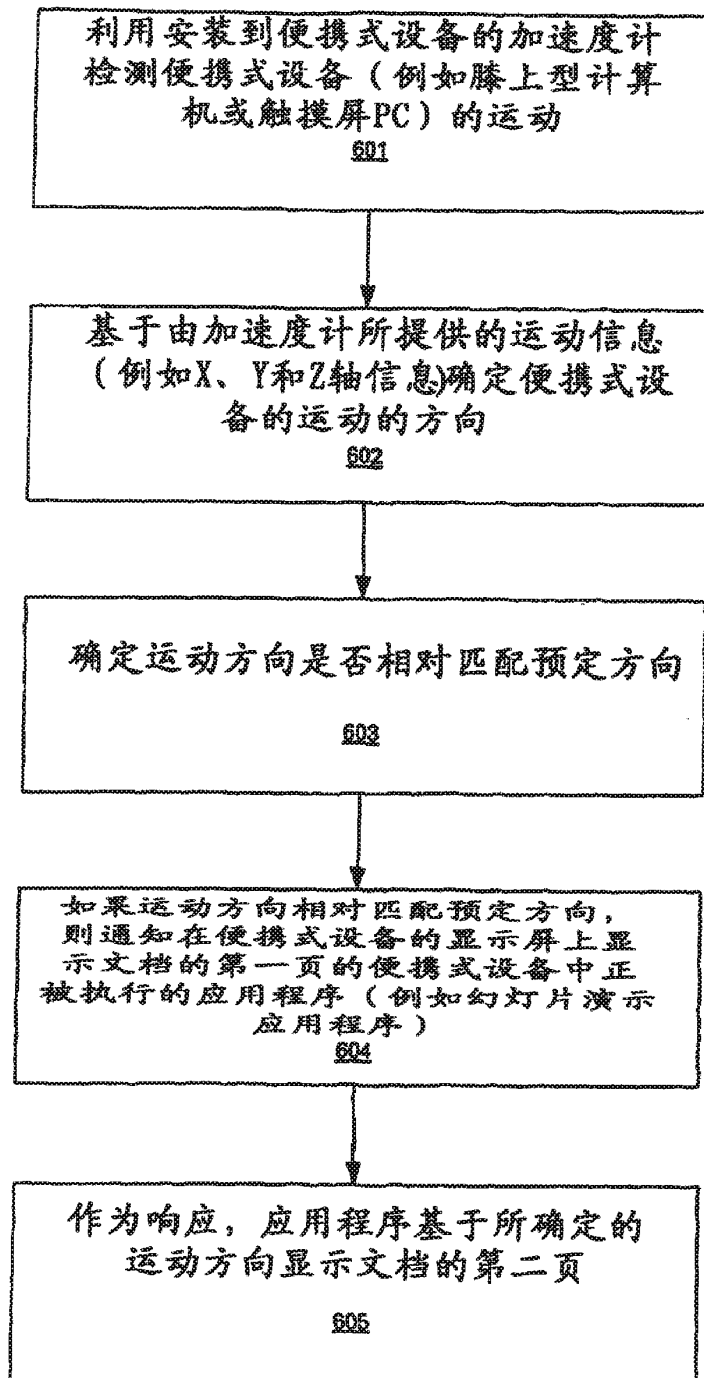 利用安装到便携式设备的加速度计
检测便携式设备（例如膝上型计算
机或触摸屏PC）的运动
601
基于由加速度计所提供的运动信息
（例如X、Y和Z轴信息)确定便携式设
备的运动的方向
602
确定运动方向是否相对匹配预定方向
603
如果运动方向相对匹配预定方向，
则通知在便携式设备的显示屏上显
示文档的第一页的便携式设备中正
被执行的应用程序（例如幻灯片演示
应用程序）
604
作为响应，应用程序基于所确定的
运动方向显示文档的第二页
605